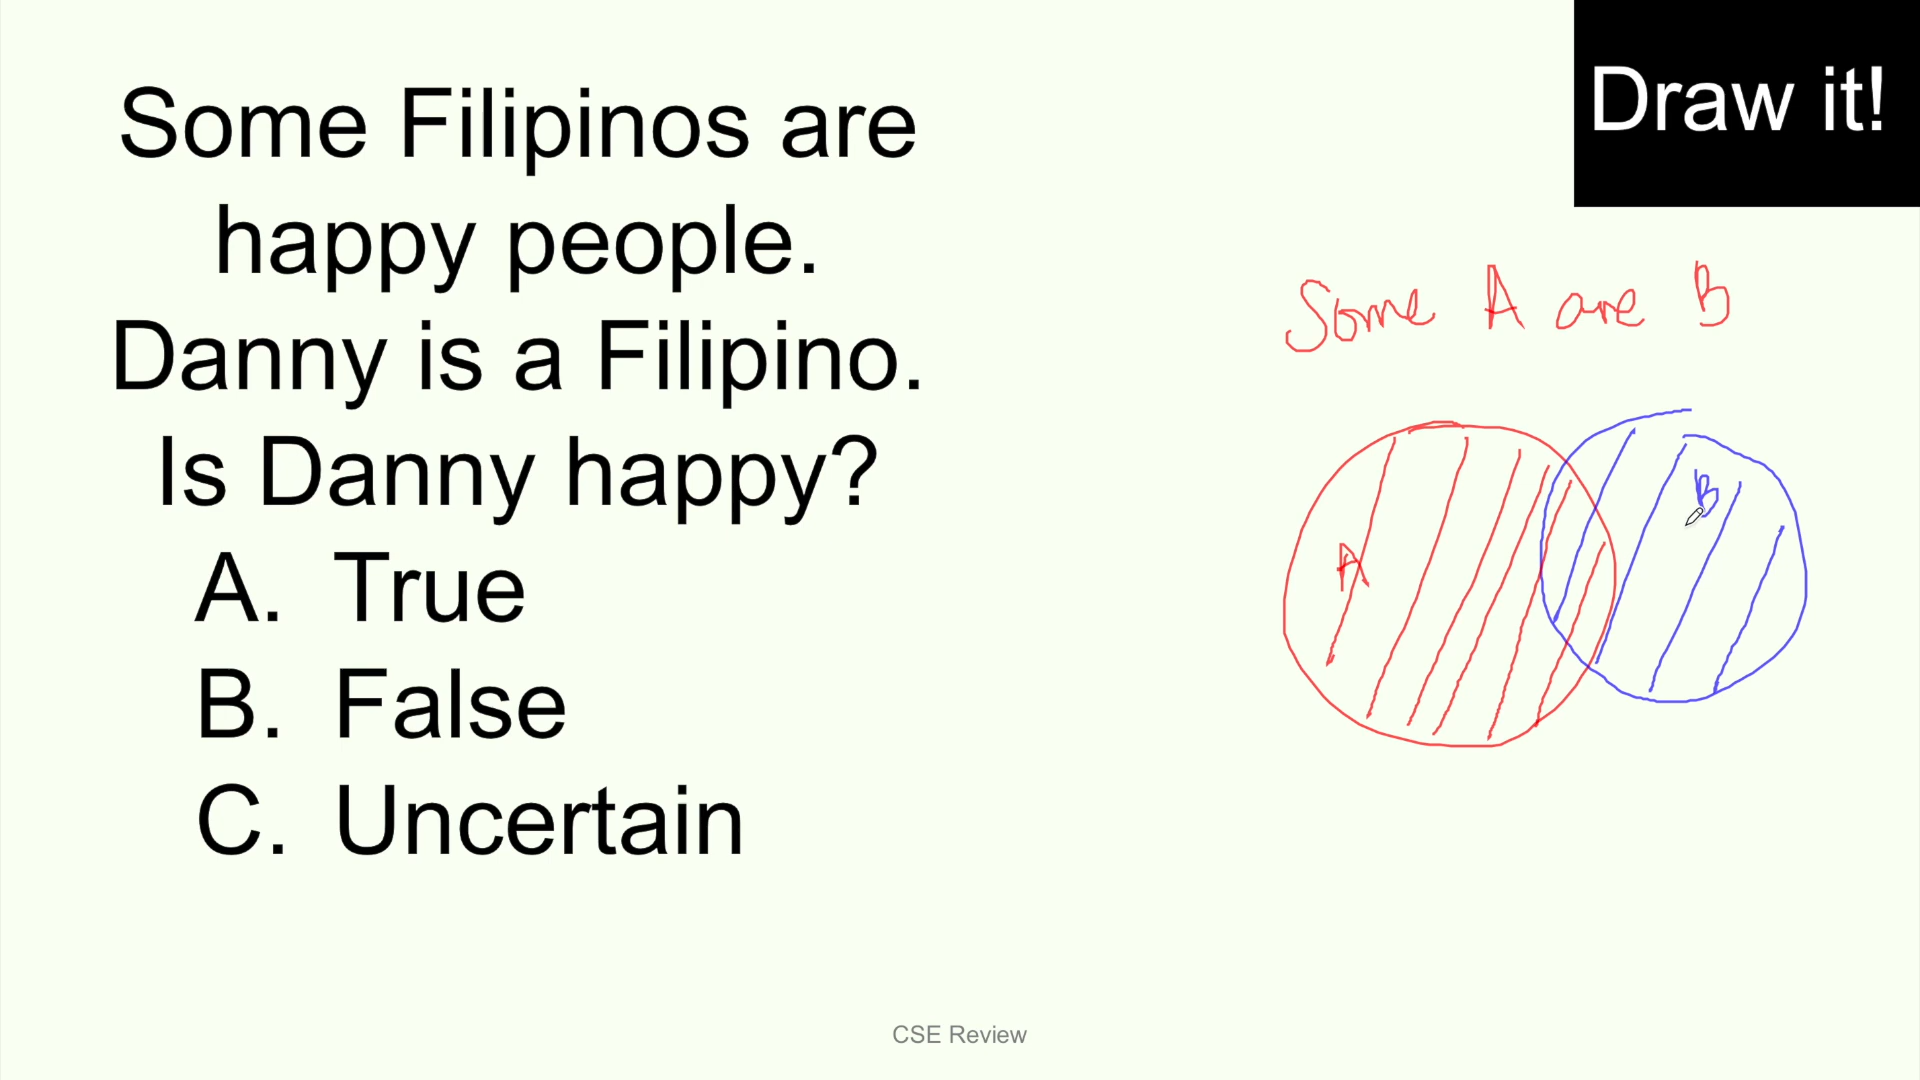 Some Filipinos are
happy people.
Danny is a Filipino.
Is Danny happy?
A. True
B. False
C. Uncertain
Draw it!
Some A are B
A
B
CSE Review